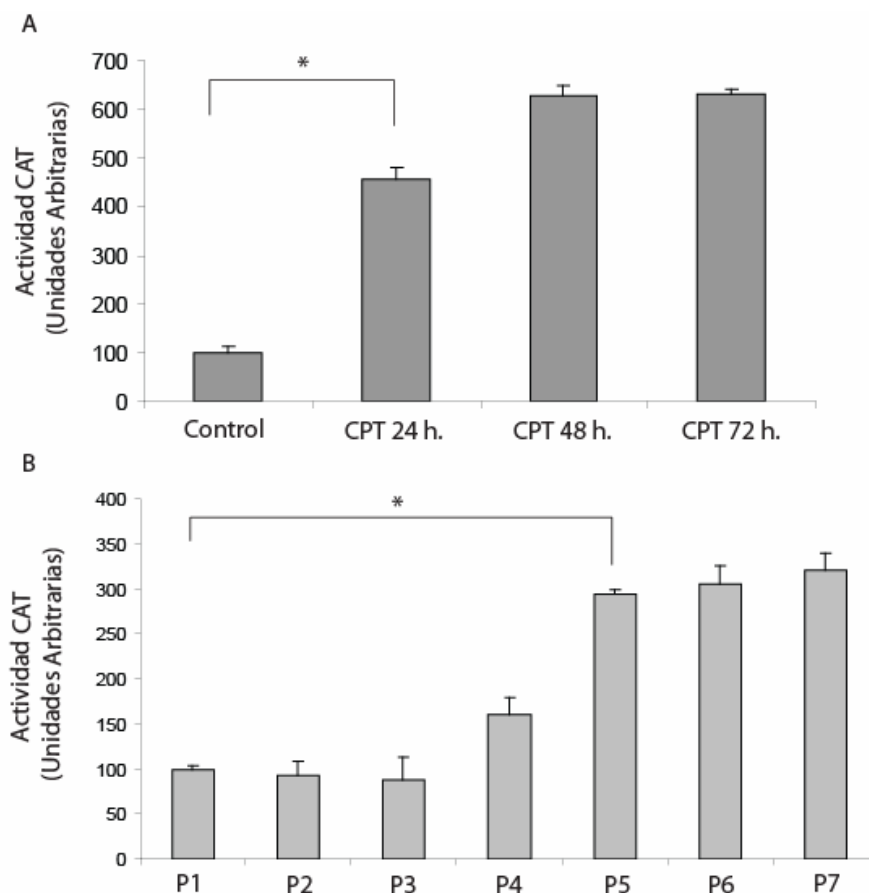 A
700
*
600
500
400
300
200
100
0
Actividad CAT
(Unidades Arbitrarias)
Control CPT 24 h. CPT 48 h. CPT 72 h.
B
400
*
350
300
250
200
150
100
50
0
Actividad CAT
(Unidades Arbitrarias)
P1 P2 P3 P4 P5 P6 P7